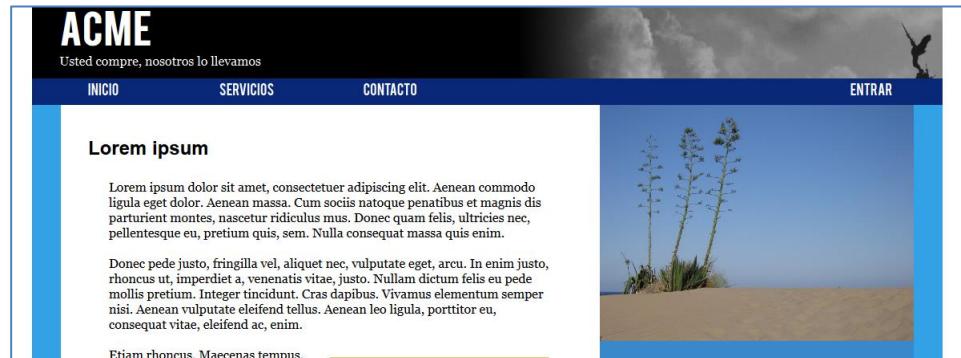 ACME
Usted compre, nosotros lo llevamos
INICIO SERVICIOS CONTACTO ENTRAR
Lorem ipsum
Lorem ipsum dolor sit amet, consectetuer adipiscing elit. Aenean commodo
ligula eget dolor. Aenean massa. Cum sociis natoque penatibus et magnis dis
parturient montes, nascetur ridiculus mus. Donec quam felis, ultricies nec,
pellentesque eu, pretium quis, sem. Nulla consequat massa quis enim.
Donec pede justo, fringilla vel, aliquet nec, vulputate eget, arcu. In enim justo,
rhoncus ut, imperdiet a, venenatis vitae, justo. Nullam dictum felis eu pede
mollis pretium. Integer tincidunt. Cras dapibus. Vivamus elementum semper
nisi. Aenean vulputate eleifend tellus. Aenean leo ligula, porttitor eu,
consequat vitae, eleifend ac, enim.
Etiam rhoncus. Maecenas tempus,